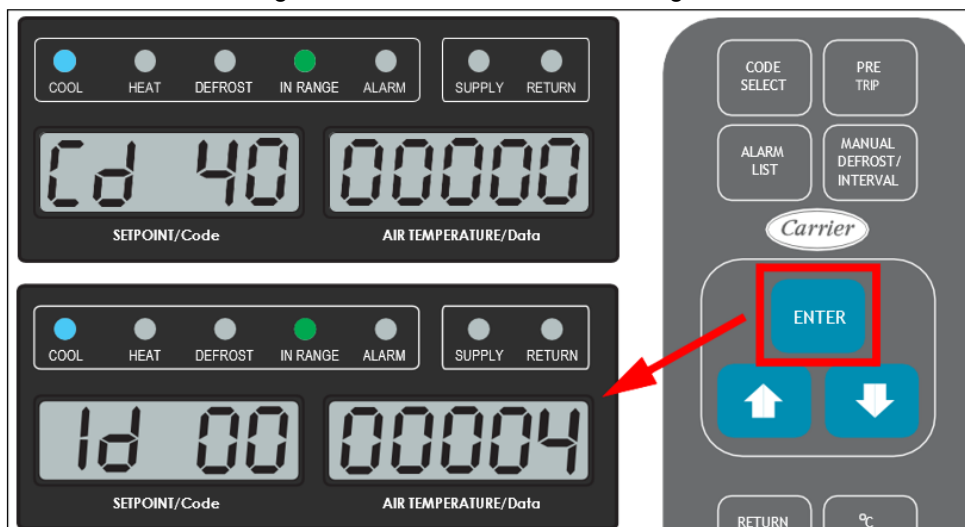 COOL HEAT DEFROST IN RANGE ALARM SUPPLY RETURN
Cd 40 00000
SETPOINT/Code AIR TEMPERATURE/Data
COOL HEAT DEFROST IN RANGE ALARM SUPPLY RETURN
Id 00 00004
SETPOINT/Code AIR TEMPERATURE/Data
CODE
SELECT
PRE
TRIP
ALARM
LIST
MANUAL
DEFROST/
INTERVAL
Carrier
ENTER
RETURN
°C